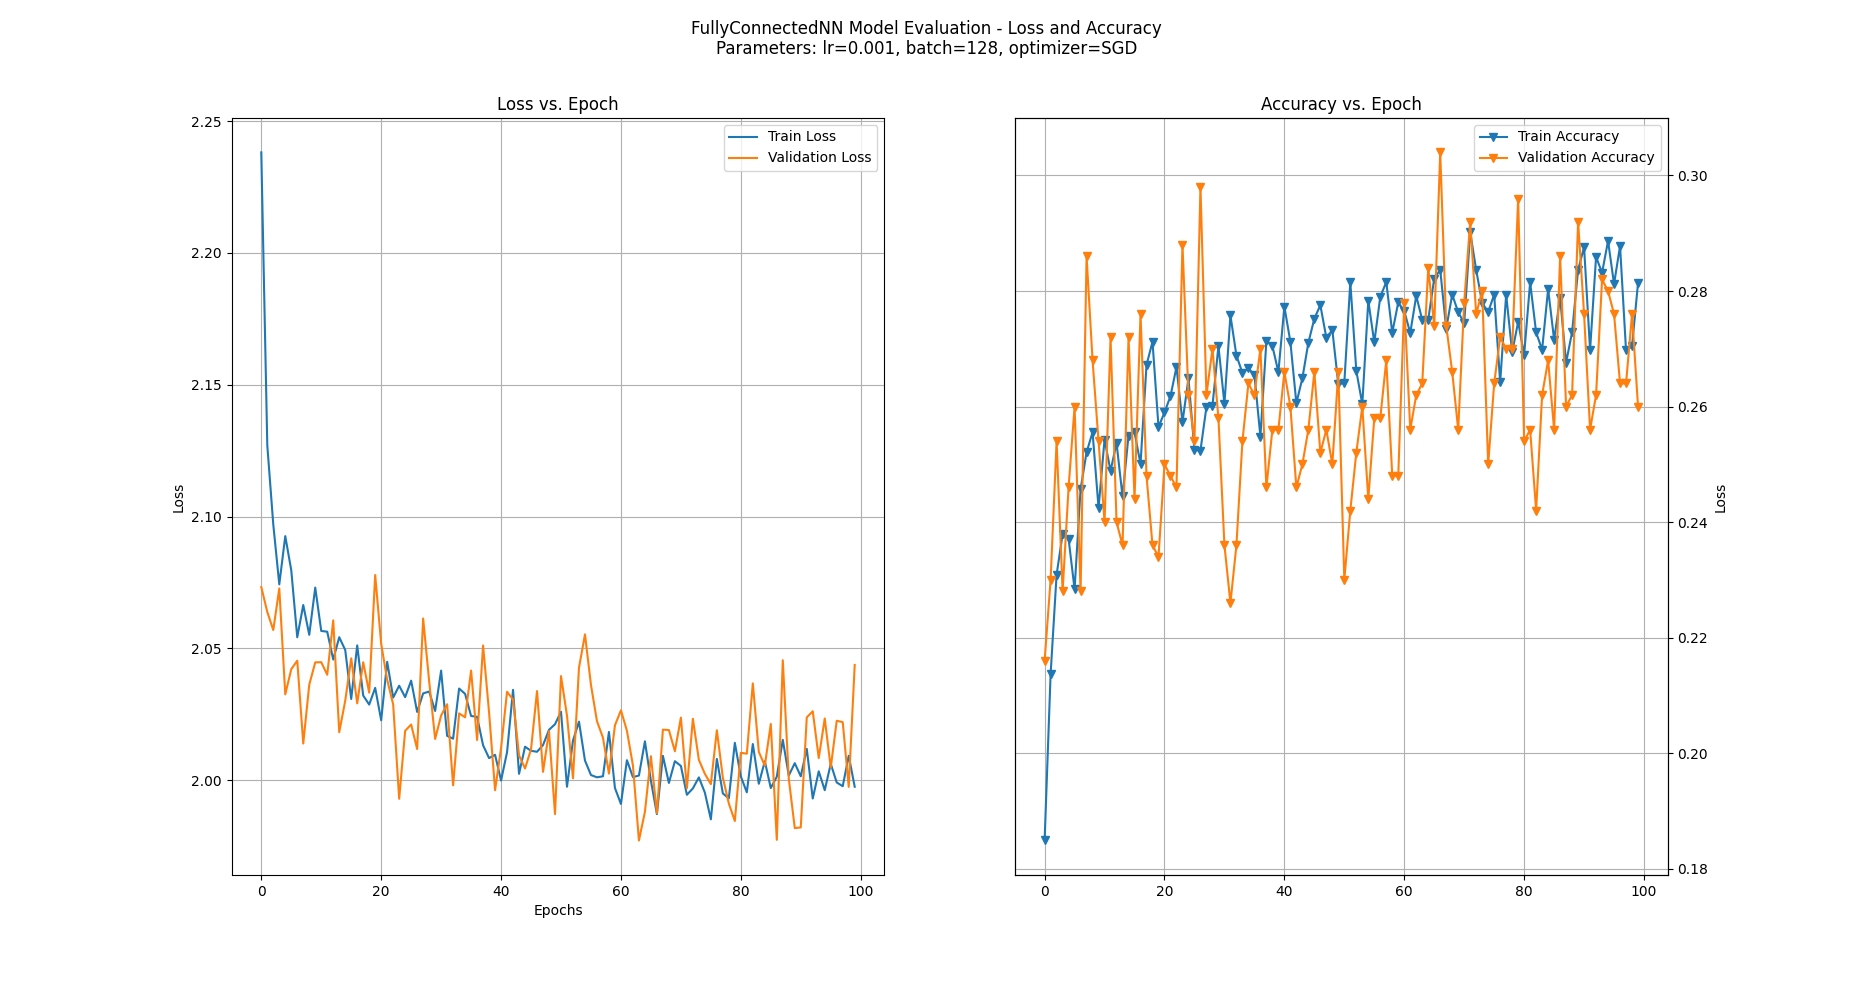 FullyConnectedNN Model Evaluation - Loss and Accuracy
Parameters: lr=0.001, batch=128, optimizer=SGD
Loss vs. Epoch
Train Loss
Validation Loss
2.25
2.20
2.15
2.10
2.05
2.00
Loss
0 20 40 60 80 100
Epochs
Accuracy vs. Epoch
Train Accuracy
Validation Accuracy
0.30
0.28
0.26
0.24
0.22
0.20
0.18
Loss
0 20 40 60 80 100